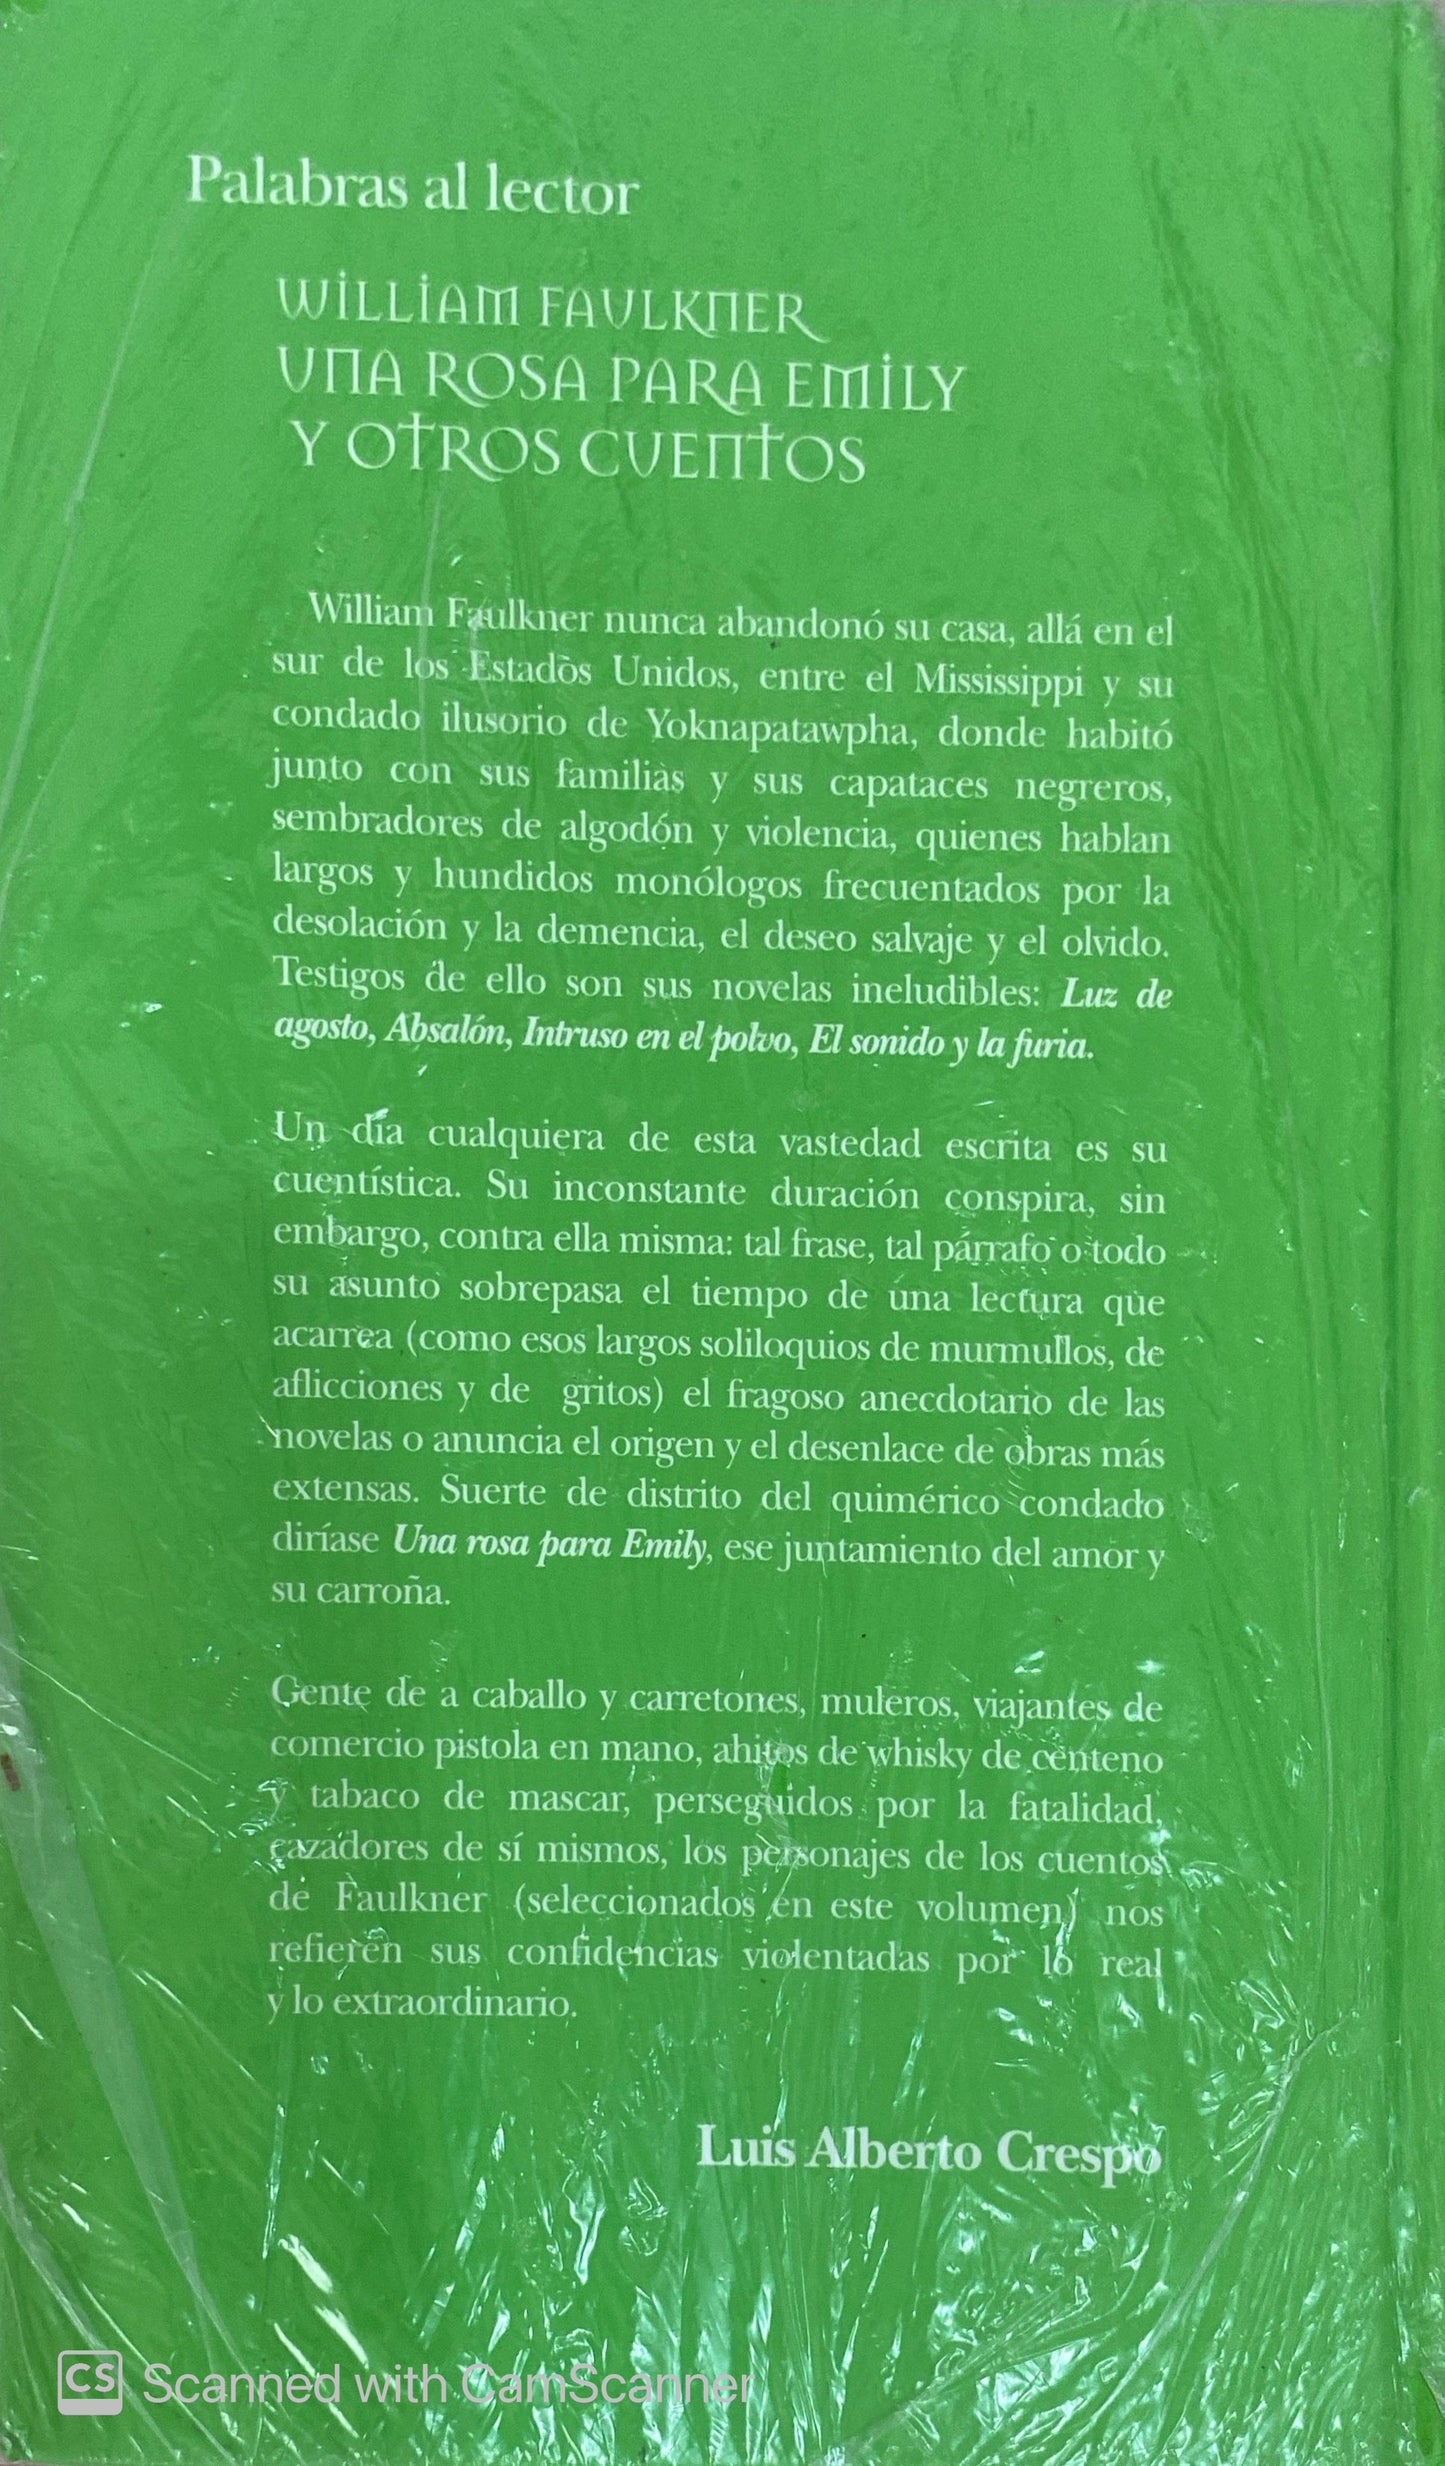 Palabras al lector
WILLIAM FAULKNER
UNA ROSA PARA EMILY
Y OTROS CUENTOS
William Faulkner nunca abandonó su casa, allá en el
sur de los Estados Unidos, entre el Mississippi y su
condado ilusorio de Yoknapatawpha, donde habitó
junto con sus familias y sus capataces negreros,
sembradores de algodón y violencia, quienes hablan
largos y hundidos monólogos frecuentados por la
desolación y la demencia, el deseo salvaje y el olvido.
Testigos de ello son sus novelas ineludibles: Luz de
agosto, Absalón, Intruso en el polvo, El sonido y la furia.
Un día cualquiera de esta vastedad escrita es su
cuentística. Su inconstante duración conspira, sin
embargo, contra ella misma: tal frase, tal párrafo o todo
su asunto sobrepasa el tiempo de una lectura que
acarrea (como esos largos soliloquios de murmullos, de
aflicciones y de gritos) el fragoso anecdotario de las
novelas o anuncia el origen y el desenlace de obras más
extensas. Suerte de distrito del quimérico condado
diríase Una rosa para Emily, ese juntamiento del amor y
su carroña.
Gente de a caballo y carretones, muleros, viajantes de
comercio pistola en mano, ahitos de whisky de centeno
y tabaco de mascar, perseguidos por la fatalidad,
cazadores de sí mismos, los personajes de los cuentos
de Faulkner (seleccionados en este volumen) nos
refieren sus confidencias violentadas por lo real
y lo extraordinario.
Luis Alberto Crespo
CS Scanned with CamScanner